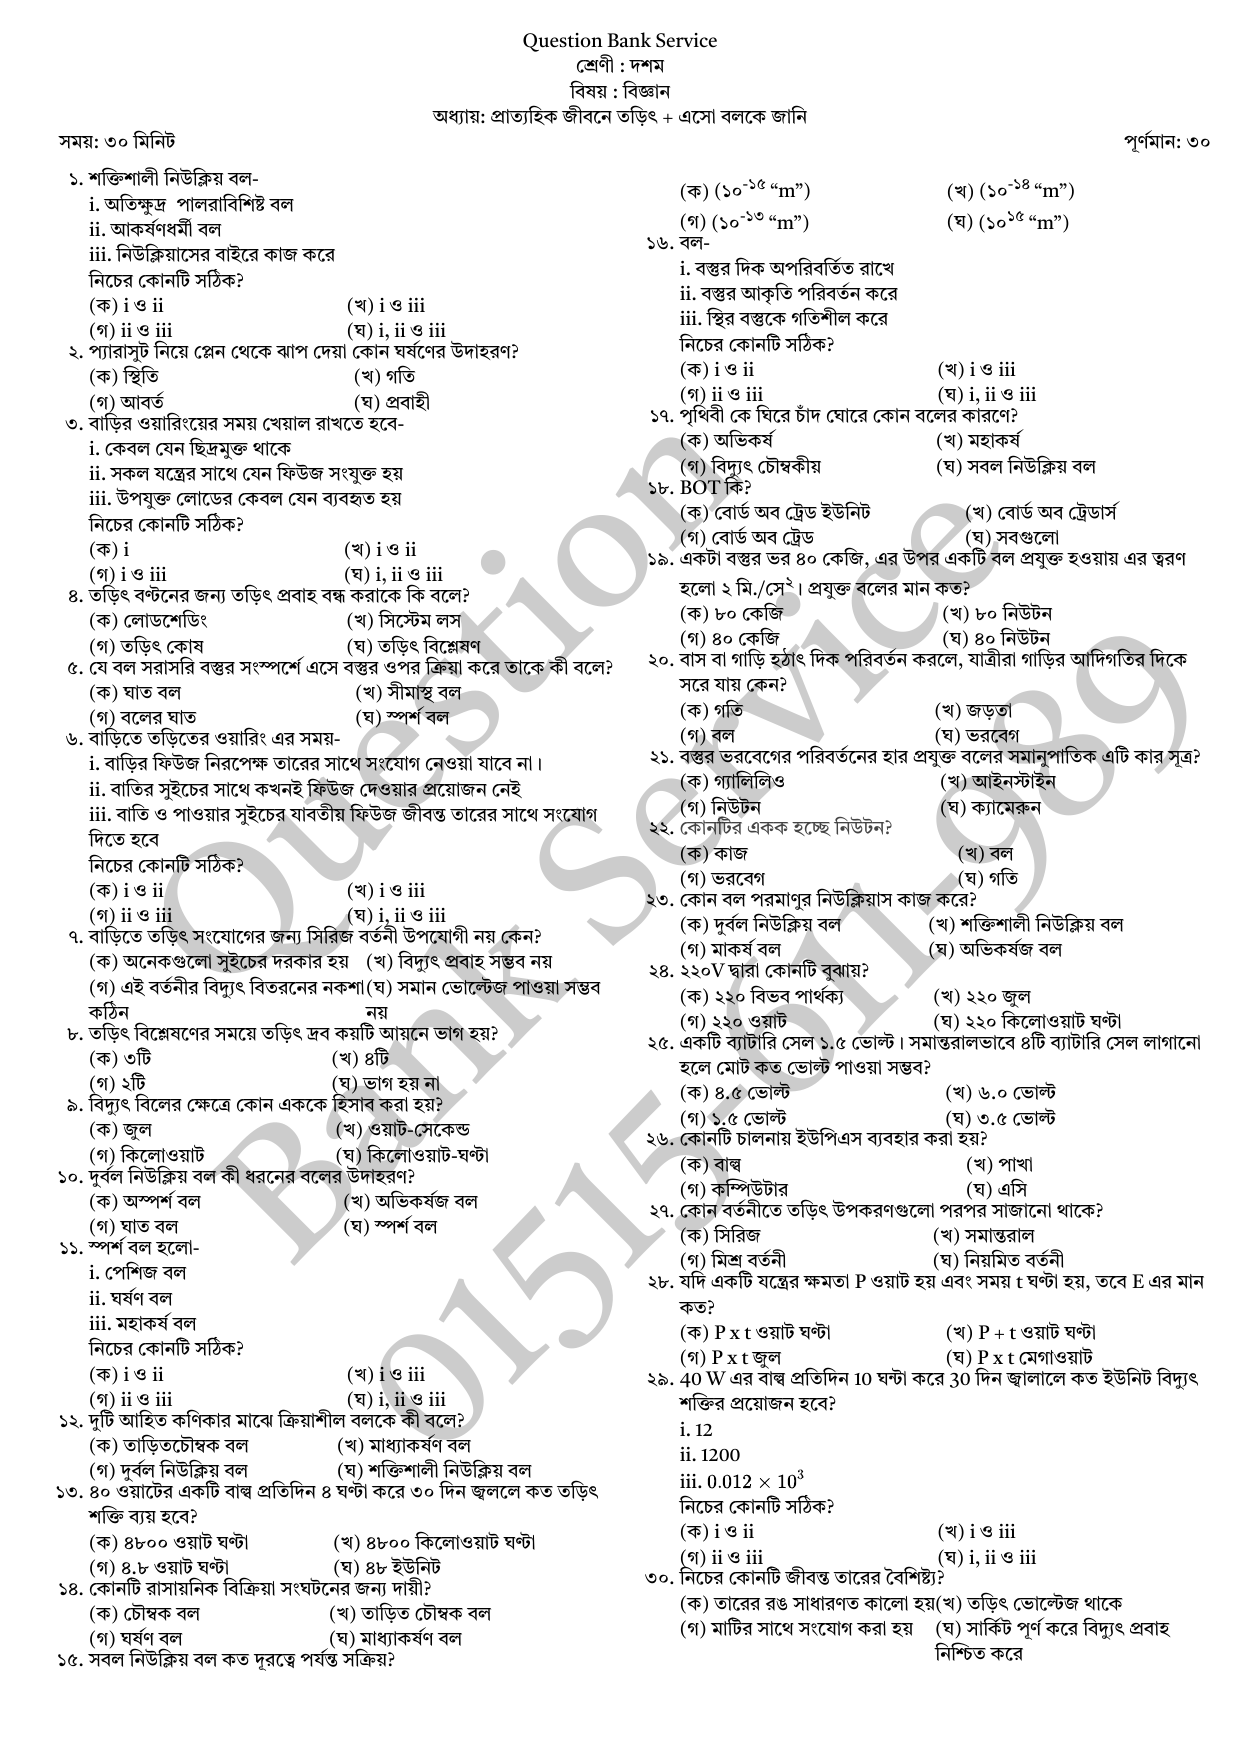 Question Bank Service
শ্রেণী : দশম
বিষয় : বিজ্ঞান
অধ্যায়: প্রাত্যহিক জীবনে তড়িৎ + এসো বলকে জানি
সময়: ৩০ মিনিট পূর্ণমান: ৩০
১. শক্তিশালী নিউক্লিয় বল-
i. অতিক্ষুদ্র পালরাবিশিষ্ট বল
ii. আকর্ষণধর্মী বল
iii. নিউক্লিয়াসের বাইরে কাজ করে
নিচের কোনটি সঠিক?
(ক) i ও ii (খ) i ও iii
(গ) ii ও iii (ঘ) i, ii ও iii
২. প্যারাসুট নিয়ে প্লেন থেকে ঝাপ দেয়া কোন ঘর্ষণের উদাহরণ?
(ক) স্থিতি (খ) গতি
(গ) আবর্ত (ঘ) প্রবাহী
৩. বাড়ির ওয়ারিংয়ের সময় খেয়াল রাখতে হবে-
i. কেবল যেন ছিদ্রমুক্ত থাকে
ii. সকল যন্ত্রের সাথে যেন ফিউজ সংযুক্ত হয়
iii. উপযুক্ত লোডের কেবল যেন ব্যবহৃত হয়
নিচের কোনটি সঠিক?
(ক) i (খ) i ও ii
(গ) i ও iii (ঘ) i, ii ও iii
৪. তড়িৎ বণ্টনের জন্য তড়িৎ প্রবাহ বন্ধ করাকে কি বলে?
(ক) লোডশেডিং (খ) সিস্টেম লস
(গ) তড়িৎ কোষ (ঘ) তড়িৎ বিশ্লেষণ
৫. যে বল সরাসরি বস্তুর সংস্পর্শে এসে বস্তুর ওপর ক্রিয়া করে তাকে কী বলে?
(ক) ঘাত বল (খ) সীমাস্থ বল
(গ) বলের ঘাত (ঘ) স্পর্শ বল
৬. বাড়িতে তড়িতের ওয়ারিং এর সময়-
i. বাড়ির ফিউজ নিরপেক্ষ তারের সাথে সংযোগ নেওয়া যাবে না।
ii. বাতির সুইচের সাথে কখনই ফিউজ দেওয়ার প্রয়োজন নেই
iii. বাতি ও পাওয়ার সুইচের যাবতীয় ফিউজ জীবন্ত তারের সাথে সংযোগ
দিতে হবে
নিচের কোনটি সঠিক?
(ক) i ও ii (খ) i ও iii
(গ) ii ও iii (ঘ) i, ii ও iii
৭. বাড়িতে তড়িৎ সংযোগের জন্য সিরিজ বর্তনী উপযোগী নয় কেন?
(ক) অনেকগুলো সুইচের দরকার হয় (খ) বিদ্যুৎ প্রবাহ সম্ভব নয়
(গ) এই বর্তনীর বিদ্যুৎ বিতরনের নকশা(ঘ) সমান ভোল্টেজ পাওয়া সম্ভব
কঠিন নয়
৮. তড়িৎ বিশ্লেষণের সময়ে তড়িৎ দ্রব কয়টি আয়নে ভাগ হয়?
(ক) ৩টি (খ) ৪টি
(গ) ২টি (ঘ) ভাগ হয় না
৯. বিদ্যুৎ বিলের ক্ষেত্রে কোন এককে হিসাব করা হয়?
(ক) জুল (খ) ওয়াট-সেকেন্ড
(গ) কিলোওয়াট (ঘ) কিলোওয়াট-ঘণ্টা
১০. দুর্বল নিউক্লিয় বল কী ধরনের বলের উদাহরণ?
(ক) অস্পর্শ বল (খ) অভিকর্ষজ বল
(গ) ঘাত বল (ঘ) স্পর্শ বল
১১. স্পর্শ বল হলো-
i. পেশিজ বল
ii. ঘর্ষণ বল
iii. মহাকর্ষ বল
নিচের কোনটি সঠিক?
(ক) i ও ii (খ) i ও iii
(গ) ii ও iii (ঘ) i, ii ও iii
১২. দুটি আহিত কণিকার মাঝে ক্রিয়াশীল বলকে কী বলে?
(ক) তাড়িতচৌম্বক বল (খ) মাধ্যাকর্ষণ বল
(গ) দুর্বল নিউক্লিয় বল (ঘ) শক্তিশালী নিউক্লিয় বল
১৩. ৪০ ওয়াটের একটি বাল্ব প্রতিদিন ৪ ঘণ্টা করে ৩০ দিন জ্বললে কত তড়িৎ
শক্তি ব্যয় হবে?
(ক) ৪৮০০ ওয়াট ঘণ্টা (খ) ৪৮০০ কিলোওয়াট ঘণ্টা
(গ) ৪.৮ ওয়াট ঘণ্টা (ঘ) ৪৮ ইউনিট
১৪. কোনটি রাসায়নিক বিক্রিয়া সংঘটনের জন্য দায়ী?
(ক) চৌম্বক বল (খ) তাড়িত চৌম্বক বল
(গ) ঘর্ষণ বল (ঘ) মাধ্যাকর্ষণ বল
১৫. সবল নিউক্লিয় বল কত দূরত্বে পর্যন্ত সক্রিয়?
(ক) (১০⁻¹⁵ “m”) (খ) (১০⁻¹⁴ “m”)
(গ) (১০⁻¹³ “m”) (ঘ) (১০¹⁵ “m”)
১৬. বল-
i. বস্তুর দিক অপরিবর্তিত রাখে
ii. বস্তুর আকৃতি পরিবর্তন করে
iii. স্থির বস্তুকে গতিশীল করে
নিচের কোনটি সঠিক?
(ক) i ও ii (খ) i ও iii
(গ) ii ও iii (ঘ) i, ii ও iii
১৭. পৃথিবী কে ঘিরে চাঁদ ঘোরে কোন বলের কারণে?
(ক) অভিকর্ষ (খ) মহাকর্ষ
(গ) বিদ্যুৎ চৌম্বকীয় (ঘ) সবল নিউক্লিয় বল
১৮. BOT কি?
(ক) বোর্ড অব ট্রেড ইউনিট (খ) বোর্ড অব ট্রেডার্স
(গ) বোর্ড অব ট্রেড (ঘ) সবগুলো
১৯. একটা বস্তুর ভর ৪০ কেজি, এর উপর একটি বল প্রযুক্ত হওয়ায় এর ত্বরণ
হলো ২ মি./সে²। প্রযুক্ত বলের মান কত?
(ক) ৮০ কেজি (খ) ৮০ নিউটন
(গ) ৪০ কেজি (ঘ) ৪০ নিউটন
২০. বাস বা গাড়ি হঠাৎ দিক পরিবর্তন করলে, যাত্রীরা গাড়ির আদিগতির দিকে
সরে যায় কেন?
(ক) গতি (খ) জড়তা
(গ) বল (ঘ) ভরবেগ
২১. বস্তুর ভরবেগের পরিবর্তনের হার প্রযুক্ত বলের সমানুপাতিক এটি কার সূত্র?
(ক) গ্যালিলিও (খ) আইনস্টাইন
(গ) নিউটন (ঘ) ক্যামেরুন
২২. কোনটির একক হচ্ছে নিউটন?
(ক) কাজ (খ) বল
(গ) ভরবেগ (ঘ) গতি
২৩. কোন বল পরমাণুর নিউক্লিয়াস কাজ করে?
(ক) দুর্বল নিউক্লিয় বল (খ) শক্তিশালী নিউক্লিয় বল
(গ) মাকর্ষ বল (ঘ) অভিকর্ষজ বল
২৪. ২২০V দ্বারা কোনটি বুঝায়?
(ক) ২২০ বিভব পার্থক্য (খ) ২২০ জুল
(গ) ২২০ ওয়াট (ঘ) ২২০ কিলোওয়াট ঘণ্টা
২৫. একটি ব্যাটারি সেল ১.৫ ভোল্ট। সমান্তরালভাবে ৪টি ব্যাটারি সেল লাগানো
হলে মোট কত ভোল্ট পাওয়া সম্ভব?
(ক) ৪.৫ ভোল্ট (খ) ৬.০ ভোল্ট
(গ) ১.৫ ভোল্ট (ঘ) ৩.৫ ভোল্ট
২৬. কোনটি চালনায় ইউপিএস ব্যবহার করা হয়?
(ক) বাল্ব (খ) পাখা
(গ) কম্পিউটার (ঘ) এসি
২৭. কোন বর্তনীতে তড়িৎ উপকরণগুলো পরপর সাজানো থাকে?
(ক) সিরিজ (খ) সমান্তরাল
(গ) মিশ্র বর্তনী (ঘ) নিয়মিত বর্তনী
২৮. যদি একটি যন্ত্রের ক্ষমতা P ওয়াট হয় এবং সময় t ঘণ্টা হয়, তবে E এর মান
কত?
(ক) P x t ওয়াট ঘণ্টা (খ) P + t ওয়াট ঘণ্টা
(গ) P x t জুল (ঘ) P x t মেগাওয়াট
২৯. 40 W এর বাল্ব প্রতিদিন 10 ঘন্টা করে 30 দিন জ্বালালে কত ইউনিট বিদ্যুৎ
শক্তির প্রয়োজন হবে?
i. 12
ii. 1200
iii. 0.012 × 10³
নিচের কোনটি সঠিক?
(ক) i ও ii (খ) i ও iii
(গ) ii ও iii (ঘ) i, ii ও iii
৩০. নিচের কোনটি জীবন্ত তারের বৈশিষ্ট্য?
(ক) তারের রঙ সাধারণত কালো হয়(খ) তড়িৎ ভোল্টেজ থাকে
(গ) মাটির সাথে সংযোগ করা হয় (ঘ) সার্কিট পূর্ণ করে বিদ্যুৎ প্রবাহ
নিশ্চিত করে
Question
Bank Service
01515-611-989